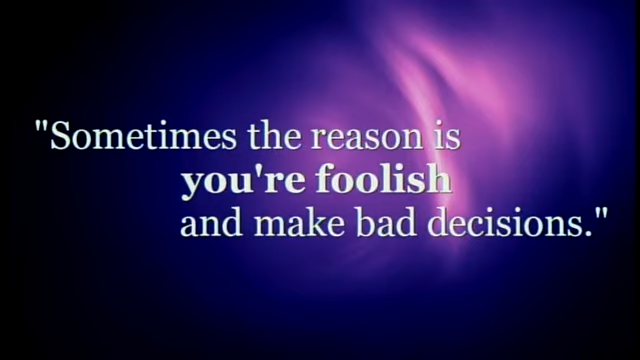 "Sometimes the reason is
you're foolish
and make bad decisions."